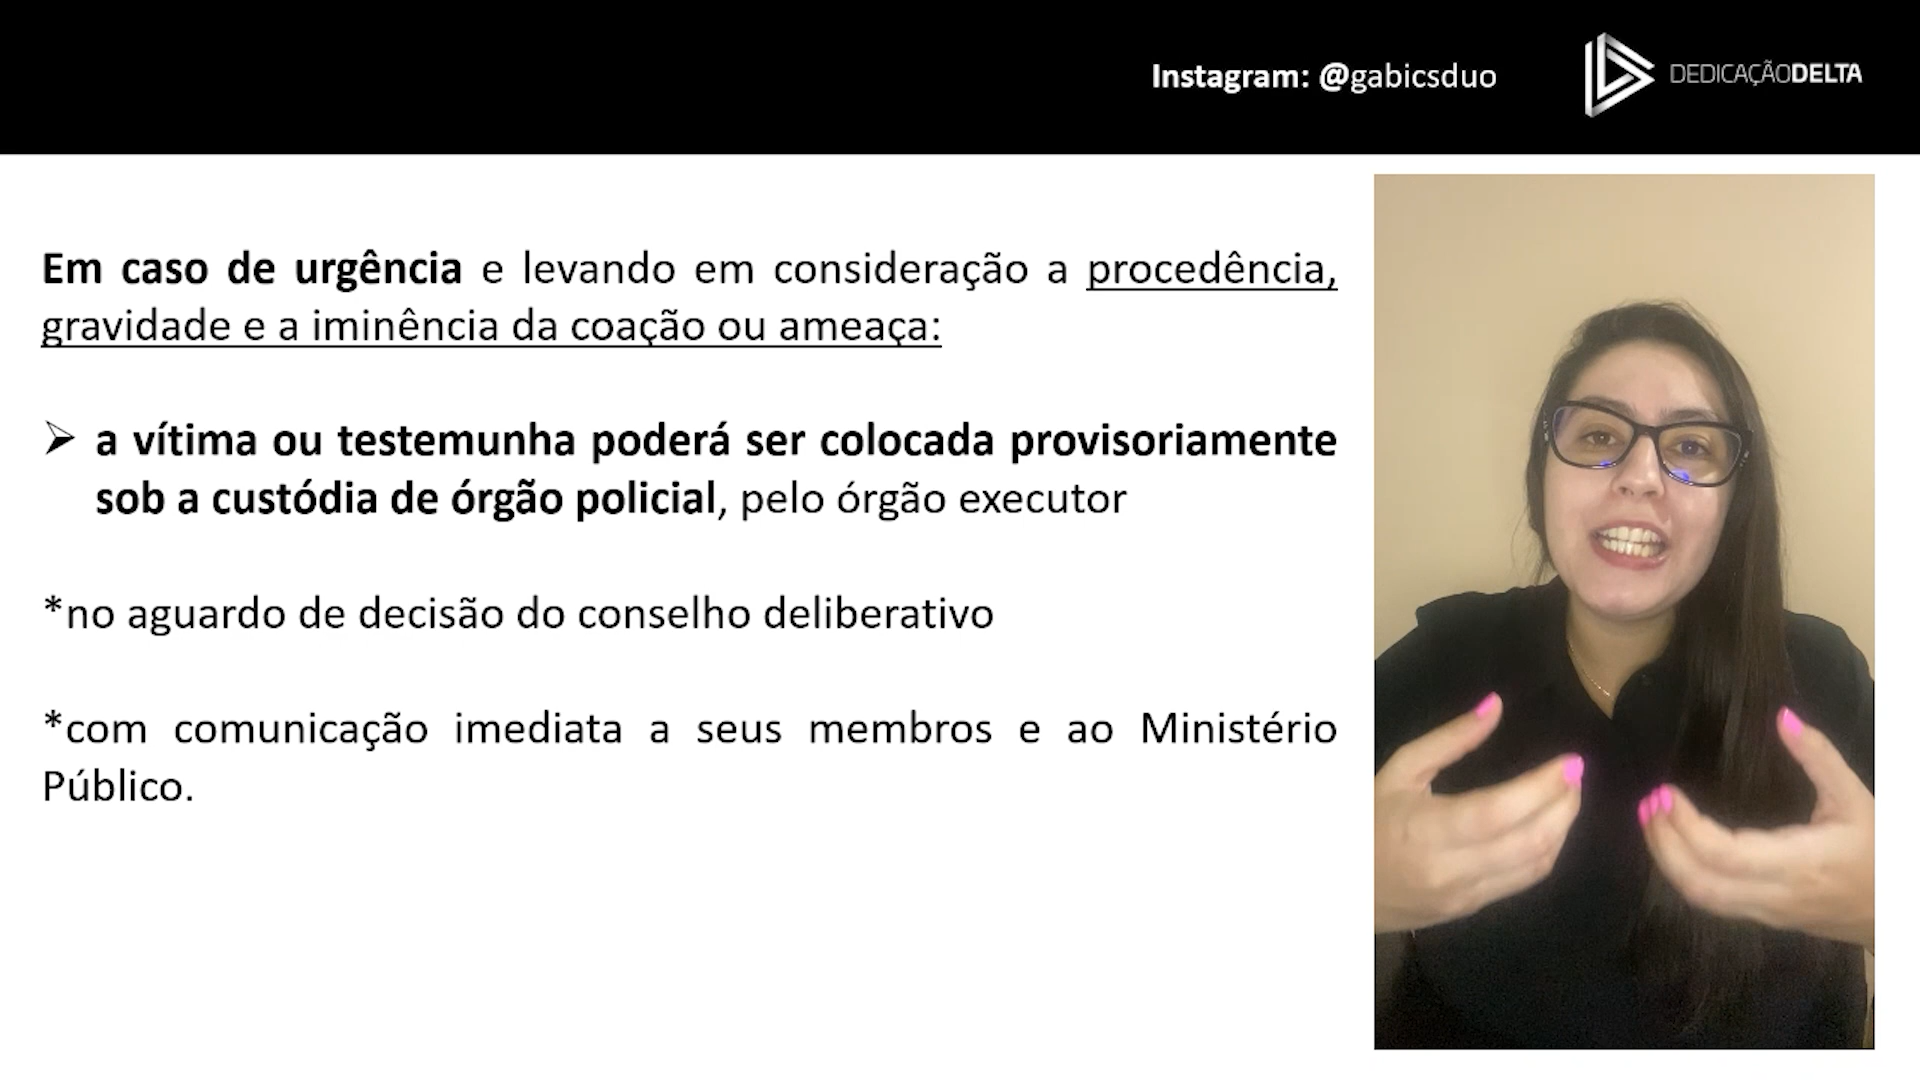 Instagram: @gabicsduo
DEDICAÇÃODELTA
Em caso de urgência e levando em consideração a procedência,
gravidade e a iminência da coação ou ameaça:
➢ a vítima ou testemunha poderá ser colocada provisoriamente
sob a custódia de órgão policial, pelo órgão executor
*no aguardo de decisão do conselho deliberativo
*com comunicação imediata a seus membros e ao Ministério
Público.